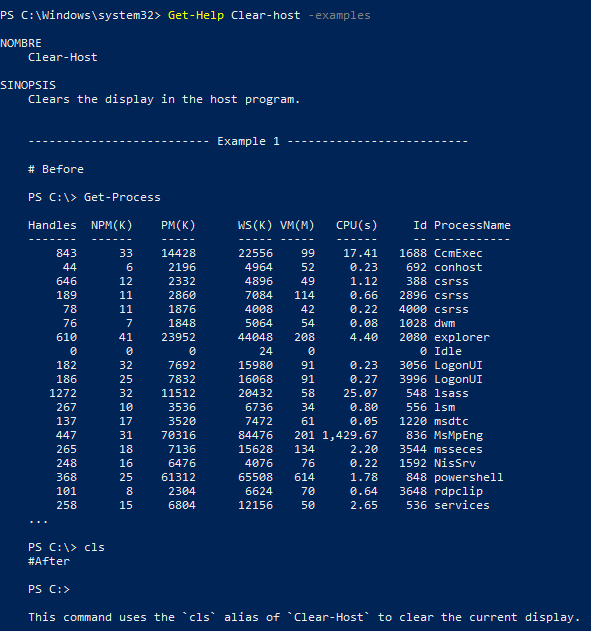 PS C:\Windows\system32> Get-Help Clear-host -examples
NOMBRE
Clear-Host
SINOPSIS
Clears the display in the host program.
-------------------------- Example 1 --------------------------
# Before
PS C:\> Get-Process
Handles NPM(K) PM(K) WS(K) VM(M) CPU(s) Id ProcessName
------- ------ ----- ----- ----- ------ -- -----------
843 33 14428 22556 99 17.41 1688 CcmExec
44 6 2196 4964 52 0.23 692 conhost
646 12 2332 4896 49 1.12 388 csrss
189 11 2860 7084 114 0.66 2896 csrss
78 11 1876 4008 42 0.22 4000 csrss
76 7 1848 5064 54 0.08 1028 dwm
610 41 23952 44048 208 4.40 2080 explorer
0 0 0 24 0 0 Idle
182 32 7692 15980 91 0.23 3056 LogonUI
186 25 7832 16068 91 0.27 3996 LogonUI
1272 32 11512 20432 58 25.07 548 lsass
267 10 3536 6736 34 0.80 556 lsm
137 17 3520 7472 61 0.05 1220 msdtc
447 31 70316 84476 201 1,429.67 836 MsMpEng
265 18 7136 15628 134 2.20 3544 msseces
248 16 6476 4076 76 0.22 1592 NisSrv
368 25 61312 65508 614 1.78 848 powershell
101 8 2304 6624 70 0.64 3648 rdpclip
258 15 6804 12156 50 2.65 536 services
...
PS C:\> cls
#After
PS C:>
This command uses the `cls` alias of `Clear-Host` to clear the current display.